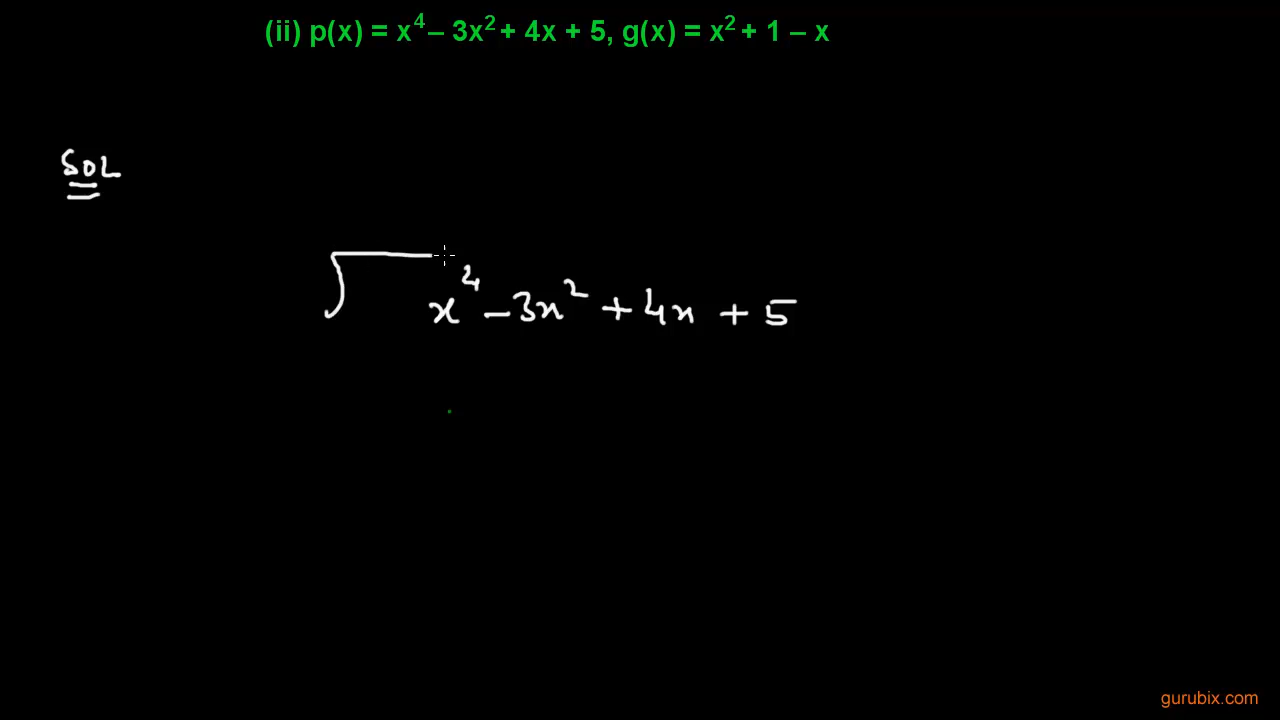 (ii) p(x) = x⁴ – 3x² + 4x + 5, g(x) = x² + 1 – x
SOL
x⁴ – 3x² + 4x + 5
gurubix.com